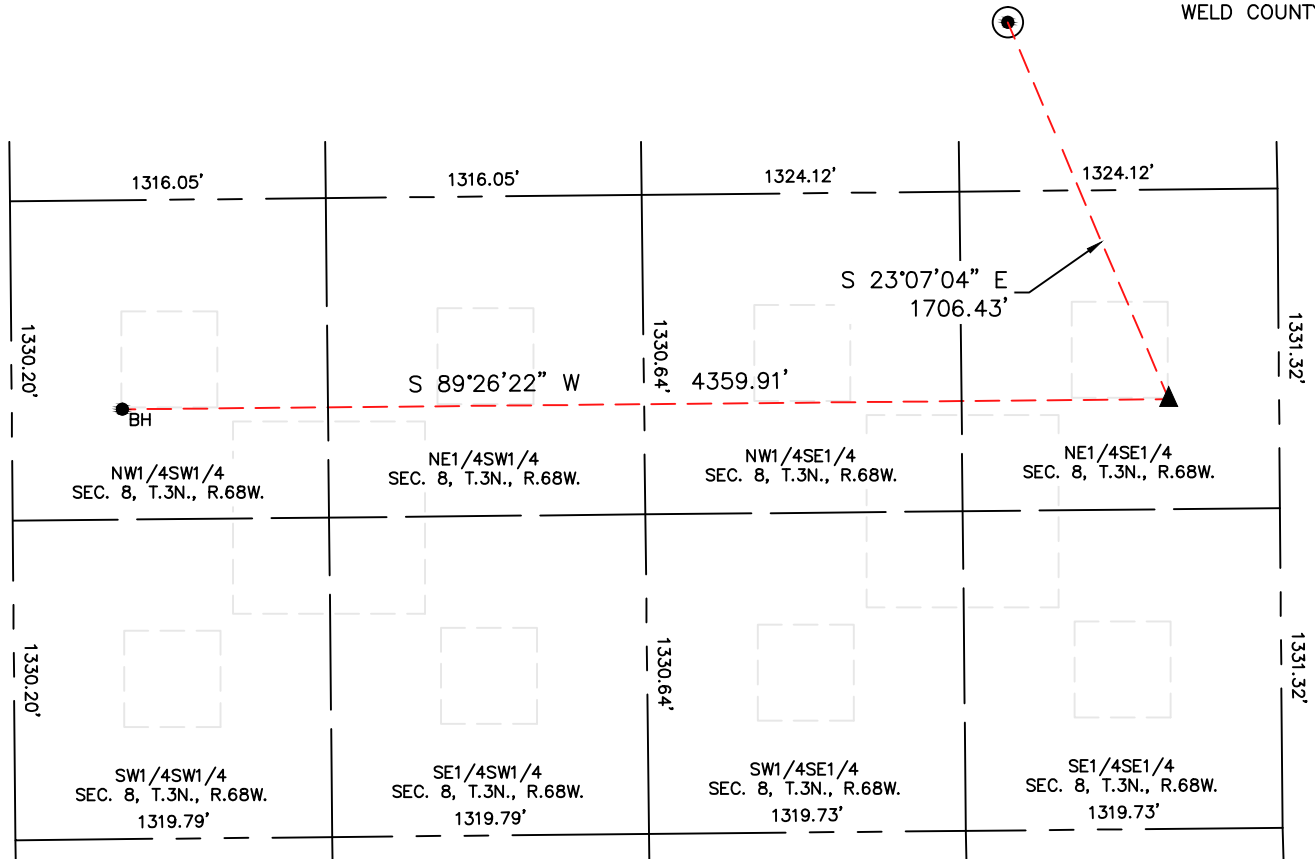 WELD COUNTY
1316.05'
1316.05'
1324.12'
1324.12'
S 23°07'04" E
1706.43'
1330.20'
1330.64'
1331.32'
S 89°26'22" W 4359.91'
BH
NW1/4SW1/4
SEC. 8, T.3N., R.68W.
NE1/4SW1/4
SEC. 8, T.3N., R.68W.
NW1/4SE1/4
SEC. 8, T.3N., R.68W.
NE1/4SE1/4
SEC. 8, T.3N., R.68W.
1330.20'
1330.64'
1331.32'
SW1/4SW1/4
SEC. 8, T.3N., R.68W.
1319.79'
SE1/4SW1/4
SEC. 8, T.3N., R.68W.
1319.79'
SW1/4SE1/4
SEC. 8, T.3N., R.68W.
1319.73'
SE1/4SE1/4
SEC. 8, T.3N., R.68W.
1319.73'